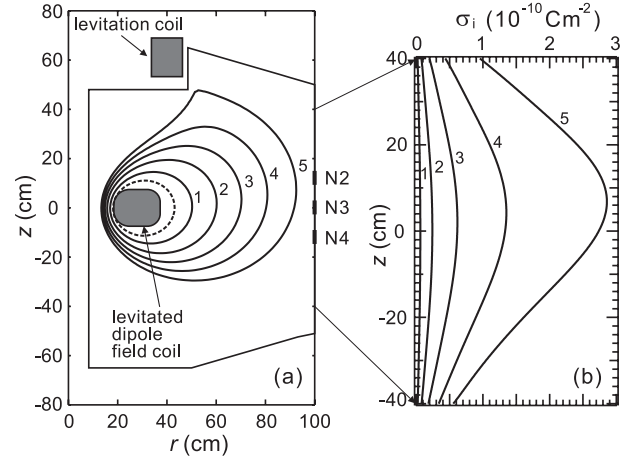 levitation coil
80
60
40
20
0
-20
-40
-60
-80
z (cm)
1
2
3
4
5
N2
N3
N4
levitated
dipole
field coil
(a)
0
20
40
60
80
100
r (cm)
σi (10-10Cm-2)
0
1
2
3
40
20
0
-20
-40
z (cm)
1
2
3
4
5
(b)